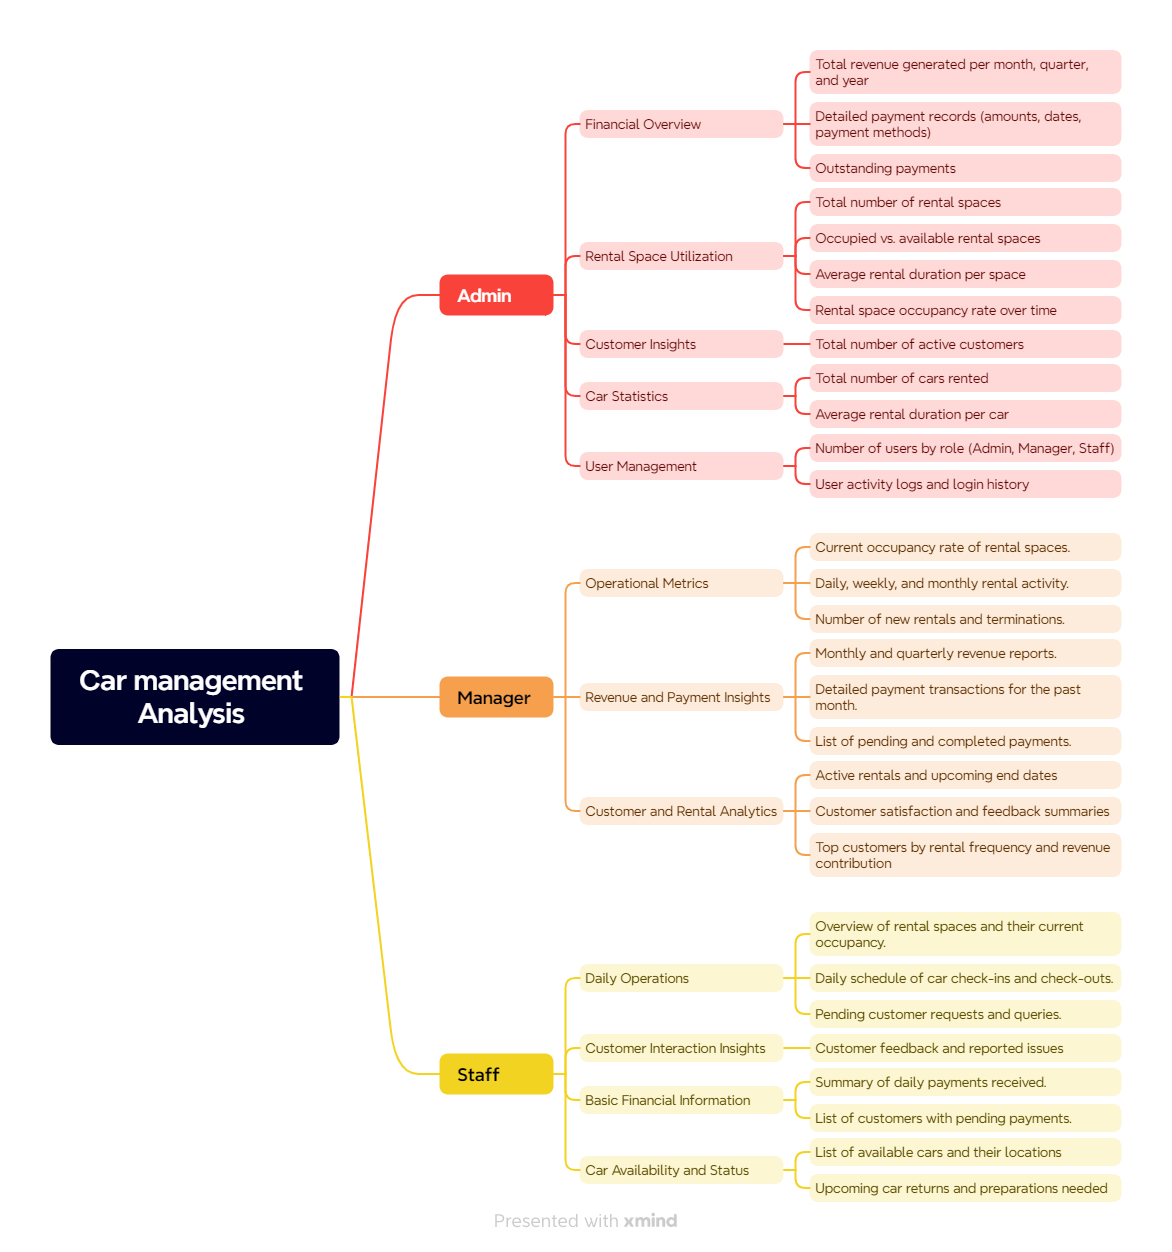 Car management
Analysis
Admin
Financial Overview
Total revenue generated per month, quarter,
and year
Detailed payment records (amounts, dates,
payment methods)
Outstanding payments
Rental Space Utilization
Total number of rental spaces
Occupied vs. available rental spaces
Average rental duration per space
Rental space occupancy rate over time
Customer Insights
Total number of active customers
Car Statistics
Total number of cars rented
Average rental duration per car
User Management
Number of users by role (Admin, Manager, Staff)
User activity logs and login history
Manager
Operational Metrics
Current occupancy rate of rental spaces.
Daily, weekly, and monthly rental activity.
Number of new rentals and terminations.
Revenue and Payment Insights
Monthly and quarterly revenue reports.
Detailed payment transactions for the past
month.
List of pending and completed payments.
Customer and Rental Analytics
Active rentals and upcoming end dates
Customer satisfaction and feedback summaries
Top customers by rental frequency and revenue
contribution
Staff
Daily Operations
Overview of rental spaces and their current
occupancy.
Daily schedule of car check-ins and check-outs.
Pending customer requests and queries.
Customer Interaction Insights
Customer feedback and reported issues
Basic Financial Information
Summary of daily payments received.
List of customers with pending payments.
Car Availability and Status
List of available cars and their locations
Upcoming car returns and preparations needed
Presented with xmind